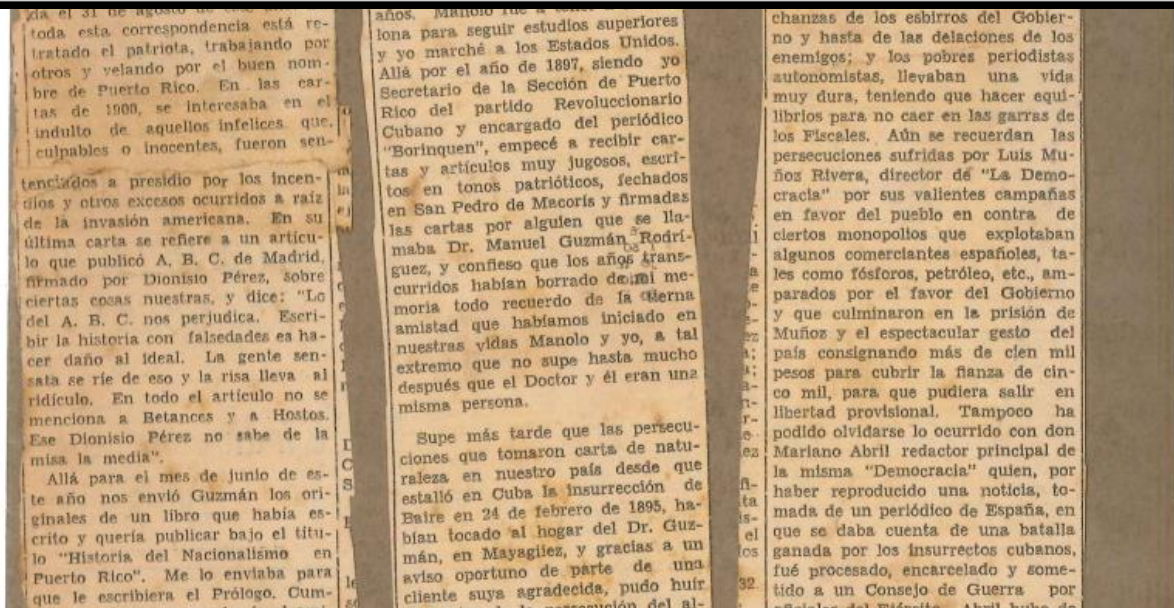 da el 31 de agosto de
toda esta correspondencia está re-
tratado el patriota, trabajando por
otros y velando por el buen nom-
bre de Puerto Rico. En las car-
tas de 1900, se interesaba en el
indulto de aquellos infelices que,
culpables o inocentes, fueron sen-
tenciados a presidio por los incen-
dios y otros excesos ocurridos a raíz
de la invasión americana. En su
última carta se refiere a un artícu-
lo que publicó A, B, C. de Madrid,
firmado por Dionisio Pérez, sobre
ciertas cosas nuestras, y dice: "Lo
del A. B. C. nos perjudica. Escri-
bir la historia con falsedades es ha-
cer daño al ideal. La gente sen-
sata se ríe de eso y la risa lleva al
ridículo. En todo el artículo no se
menciona a Betances y a Hostos.
Ese Dionisio Pérez no sabe de la
misa la media".
Allá para el mes de junio de es-
te año nos envió Guzmán los ori-
ginales de un libro que había es-
crito y quería publicar bajo el títu-
lo "Historia del Nacionalismo en
Puerto Rico". Me lo enviaba para
que le escribiera el Prólogo. Cum-
años. Manolo fué a
lona para seguir estudios superiores
y yo marché a los Estados Unidos.
Allá por el año de 1897, siendo yo
Secretario de la Sección de Puerto
Rico del partido Revoluccionario
Cubano y encargado del periódico
"Borinquen", empecé a recibir car-
tas y artículos muy jugosos, escri-
tos en tonos patrióticos, fechados
en San Pedro de Macorís y firmadas
las cartas por alguien que se lla-
maba Dr. Manuel Guzmán Rodrí-
guez, y confieso que los años trans-
curridos habían borrado de mi me-
moria todo recuerdo de la tierna
amistad que habíamos iniciado en
nuestras vidas Manolo y yo, a tal
extremo que no supe hasta mucho
después que el Doctor y él eran una
misma persona.
Supe más tarde que las persecu-
ciones que tomaron carta de natu-
raleza en nuestro país desde que
estalló en Cuba la insurrección de
Baire en 24 de febrero de 1895, ha-
bían tocado al hogar del Dr. Guz-
mán, en Mayagüez, y gracias a un
aviso oportuno de parte de una
cliente suya agradecida, pudo huír
persecución del al-
chanzas de los esbirros del Gobier-
no y hasta de las delaciones de los
enemigos; y los pobres periodistas
autonomistas, llevaban una vida
muy dura, teniendo que hacer equi-
librios para no caer en las garras de
los Fiscales. Aún se recuerdan las
persecuciones sufridas por Luis Mu-
ñoz Rivera, director de "La Demo-
cracia" por sus valientes campañas
en favor del pueblo en contra de
ciertos monopolios que explotaban
algunos comerciantes españoles, ta-
les como fósforos, petróleo, etc., am-
parados por el favor del Gobierno
y que culminaron en la prisión de
Muñoz y el espectacular gesto del
país consignando más de cien mil
pesos para cubrir la fianza de cin-
co mil, para que pudiera salir en
libertad provisional. Tampoco ha
podido olvidarse lo ocurrido con don
Mariano Abril redactor principal de
la misma "Democracia" quien, por
haber reproducido una noticia, to-
mada de un periódico de España, en
que se daba cuenta de una batalla
ganada por los insurrectos cubanos,
fué procesado, encarcelado y some-
tido a un Consejo de Guerra por
oficiales del Ejército. Abril hubo de